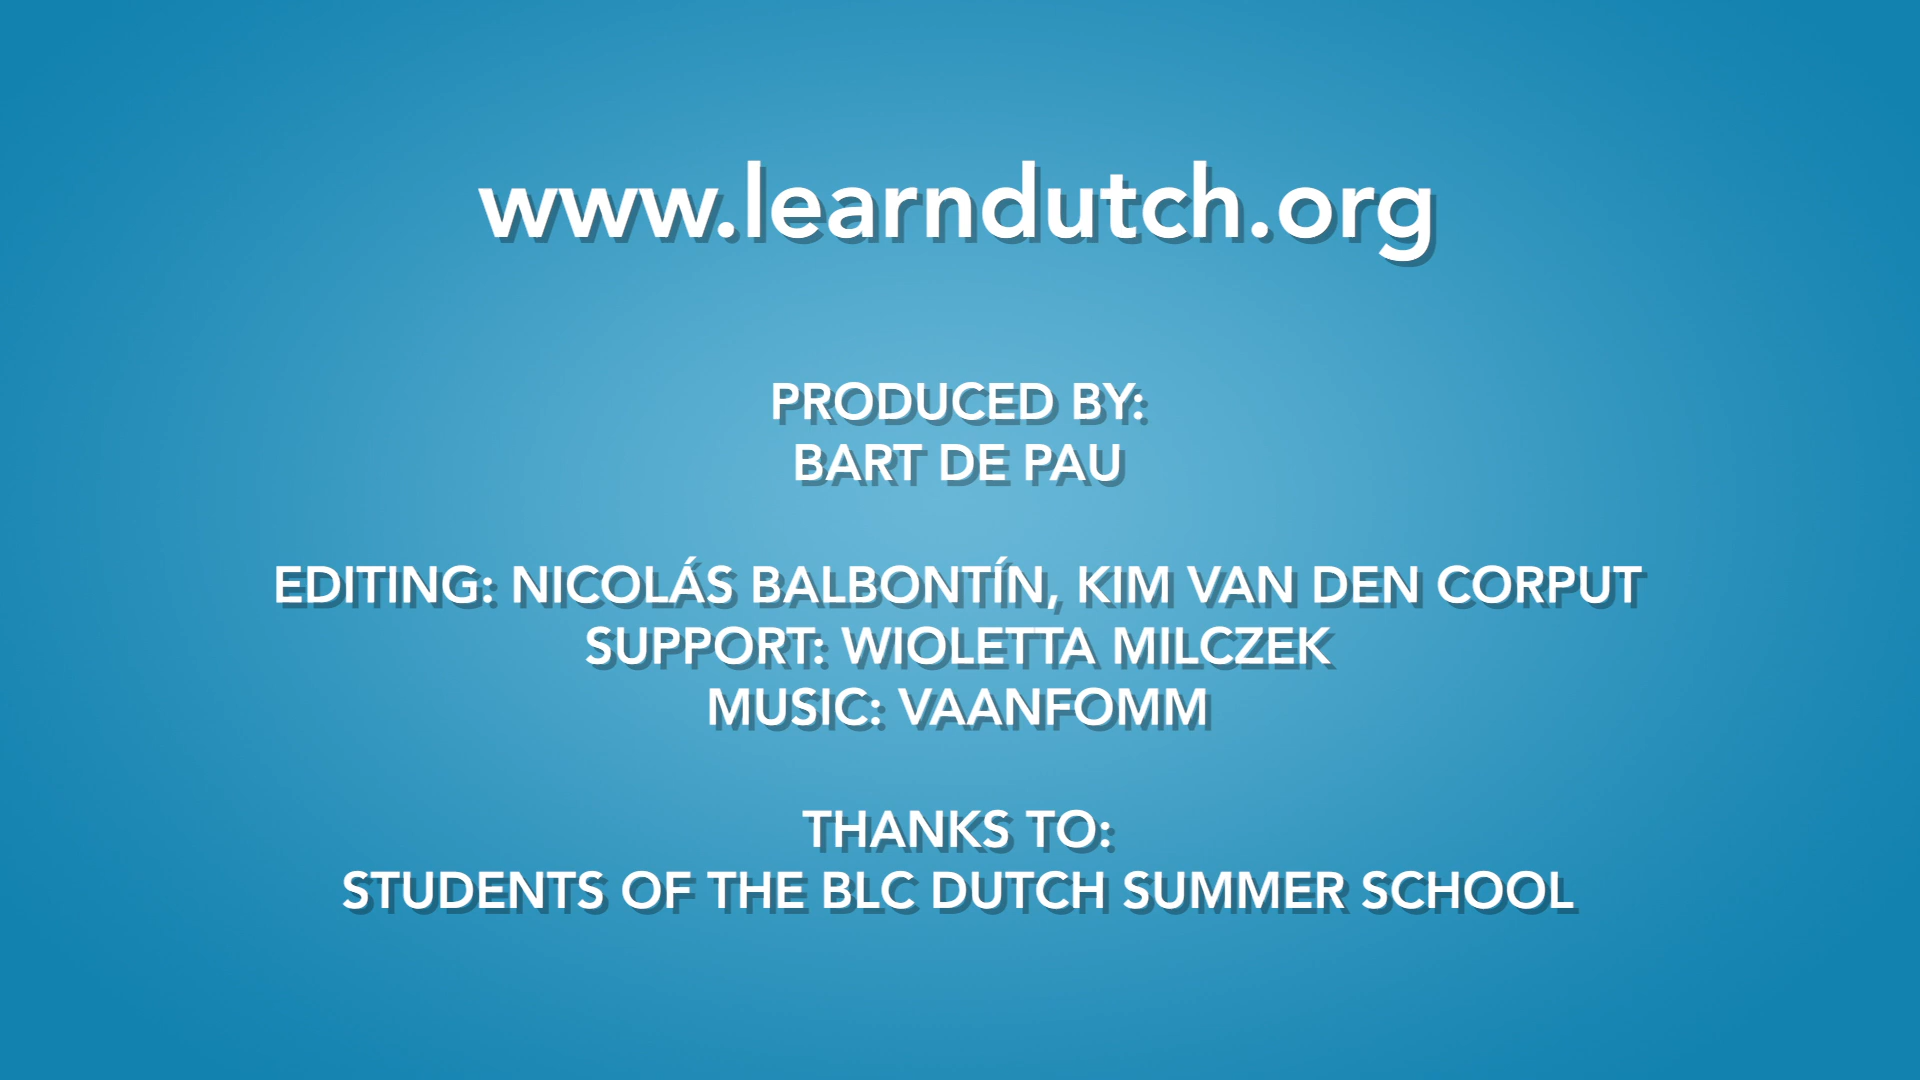 www.learndutch.org
PRODUCED BY:
BART DE PAU
EDITING: NICOLÁS BALBONTÍN, KIM VAN DEN CORPUT
SUPPORT: WIOLETTA MILCZEK
MUSIC: VAANFOMM
THANKS TO:
STUDENTS OF THE BLC DUTCH SUMMER SCHOOL